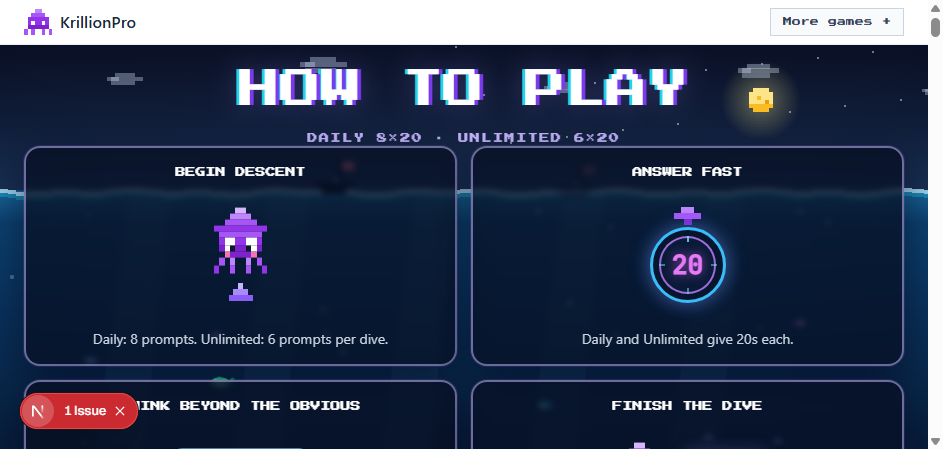 KrillionPro
More games +
HOW TO PLAY
DAILY 8×20 · UNLIMITED 6×20
BEGIN DESCENT
Daily: 8 prompts. Unlimited: 6 prompts per dive.
ANSWER FAST
20
Daily and Unlimited give 20s each.
BEYOND THE OBVIOUS
FINISH THE DIVE
N
1 Issue ×